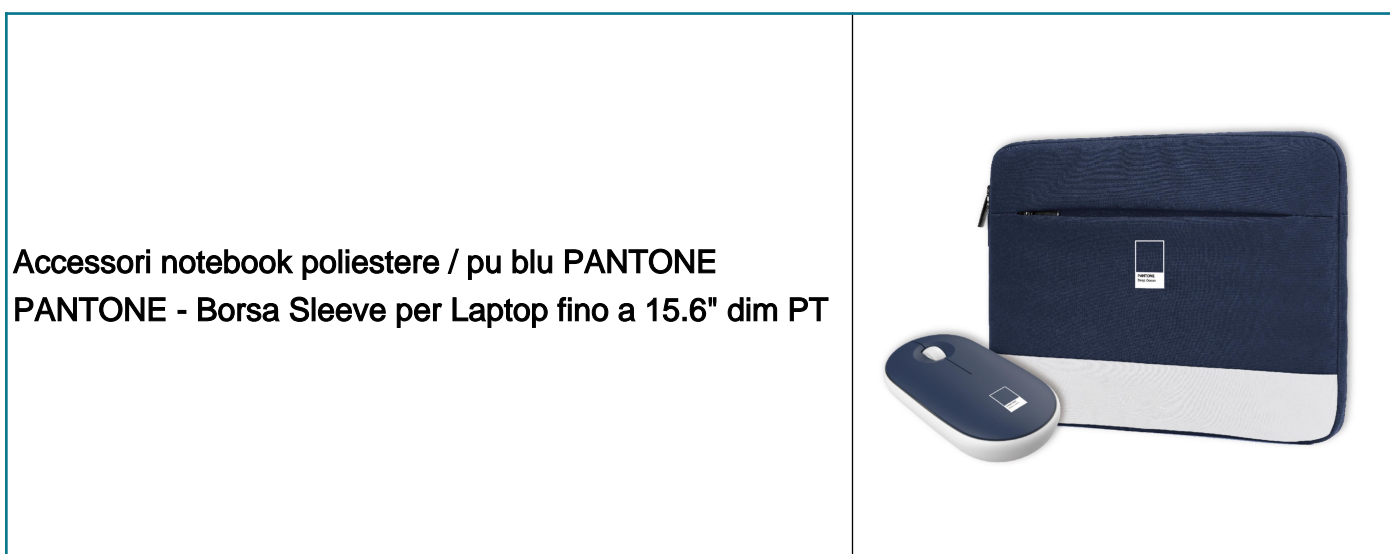 Accessori notebook poliestere / pu blu PANTONE
PANTONE - Borsa Sleeve per Laptop fino a 15.6" dim PT
PANTONE